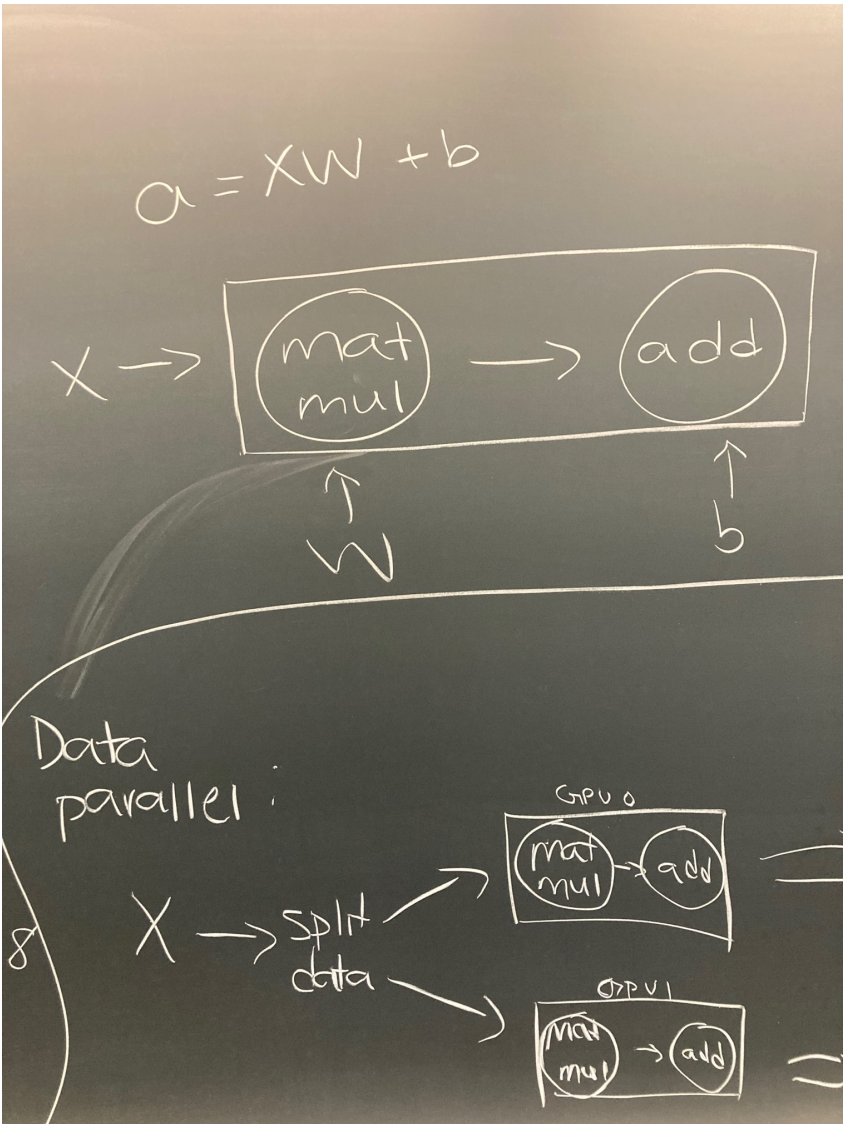 a = XW + b
X → mat mul → add
↑ ↑
W b
Data
parallel :
GPU 0
mat mul → add
X → split data
8
GPU 1
mat mul → add